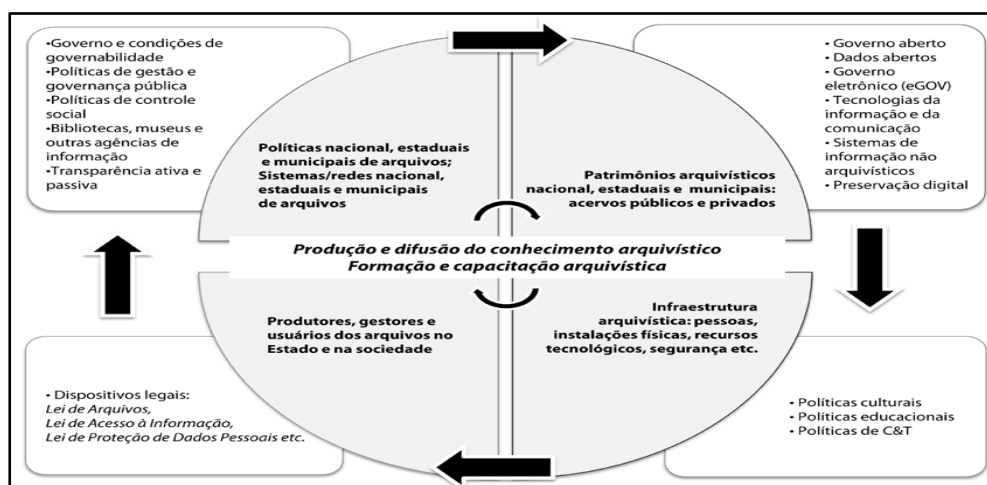 •Governo e condições de
governabilidade
•Políticas de gestão e
governança pública
•Políticas de controle
social
•Bibliotecas, museus e
outras agências de
informação
•Transparência ativa e
passiva
Políticas nacional, estaduais
e municipais de arquivos;
Sistemas/redes nacional,
estaduais e municipais
de arquivos
Patrimônios arquivísticos
nacional, estaduais e municipais:
acervos públicos e privados
• Governo aberto
• Dados abertos
• Governo
eletrônico (eGOV)
• Tecnologias da
informação e da
comunicação
• Sistemas de
informação não
arquivísticos
• Preservação digital
Produção e difusão do conhecimento arquivístico
Formação e capacitação arquivística
Produtores, gestores e
usuários dos arquivos no
Estado e na sociedade
Infraestrutura
arquivística: pessoas,
instalações físicas, recursos
tecnológicos, segurança etc.
• Dispositivos legais:
Lei de Arquivos,
Lei de Acesso à Informação,
Lei de Proteção de Dados Pessoais etc.
• Políticas culturais
• Políticas educacionais
• Políticas de C&T